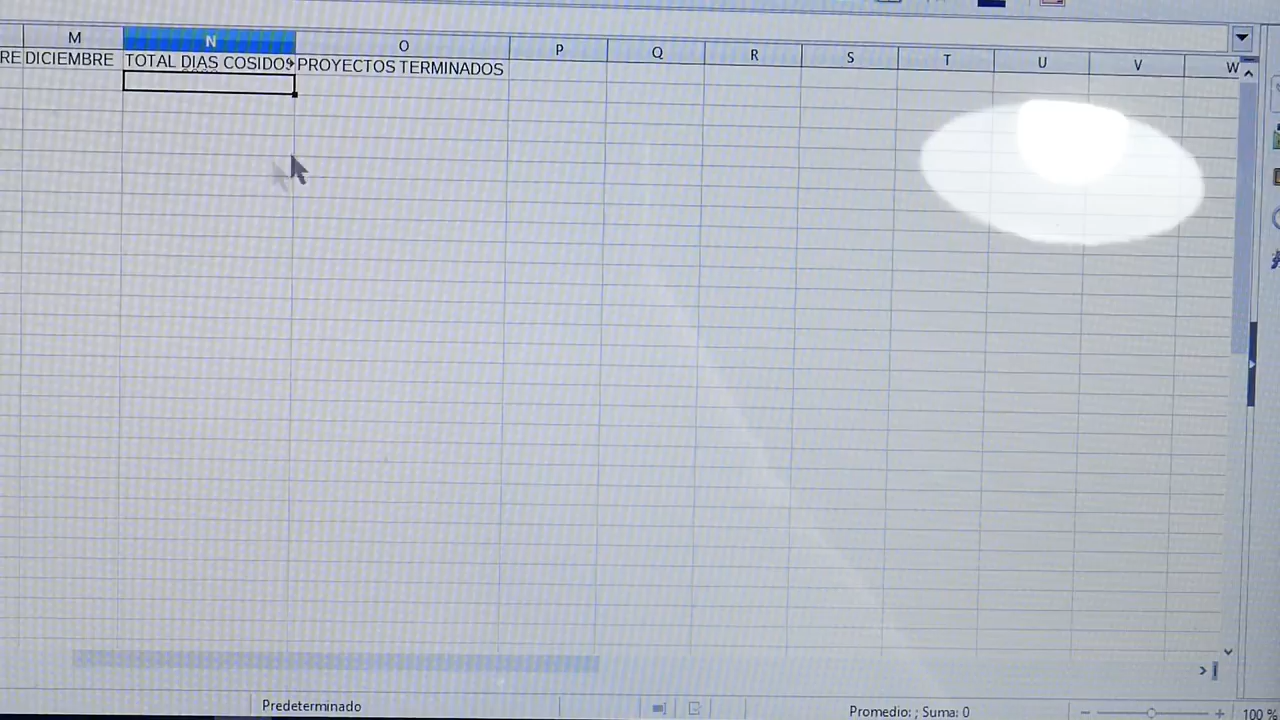 M N O P Q R S T U V W
RE DICIEMBRE TOTAL DIAS COSIDOS PROYECTOS TERMINADOS
Predeterminado Promedio: ; Suma: 0 100 %